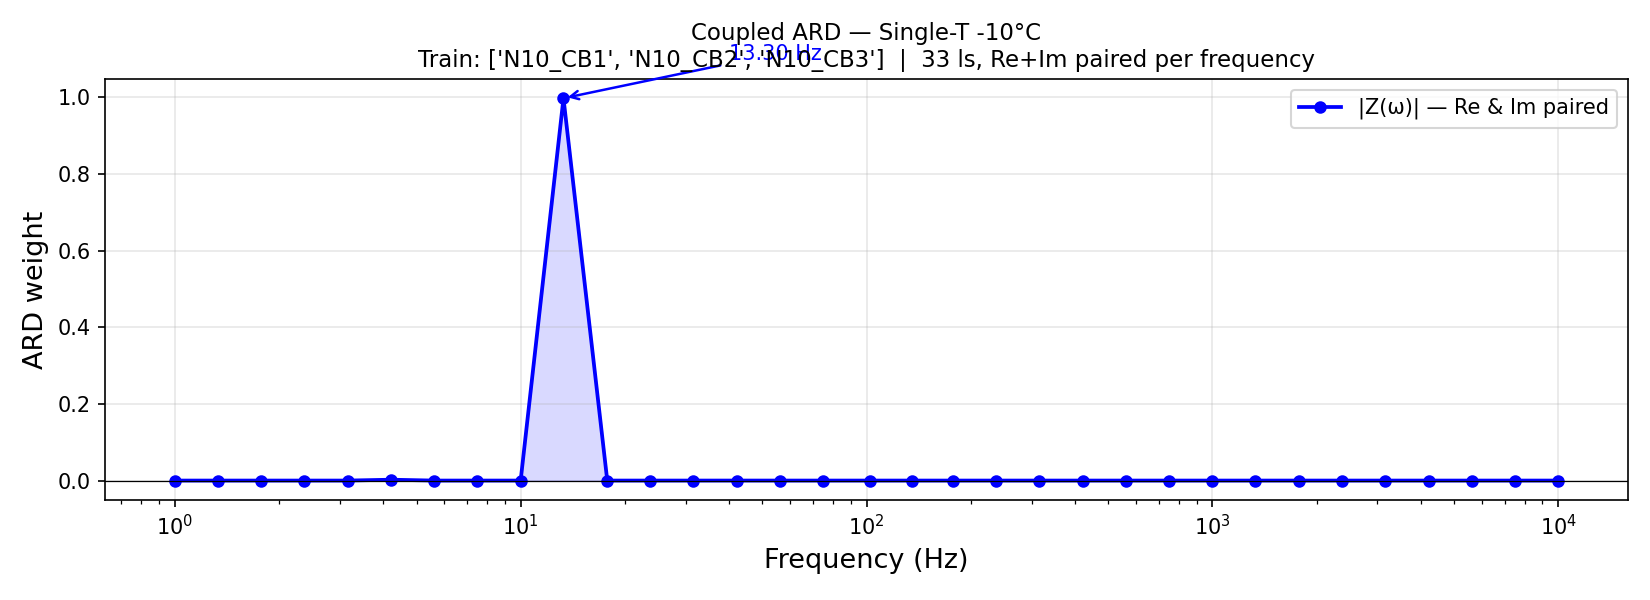 Coupled ARD — Single-T -10°C
Train: ['N10_CB1', 'N10_CB2', 'N10_CB3']  |  33 ls, Re+Im paired per frequency
13.30 Hz
|Z(ω)| — Re & Im paired
ARD weight
1.0
0.8
0.6
0.4
0.2
0.0
10⁰
10¹
10²
10³
10⁴
Frequency (Hz)